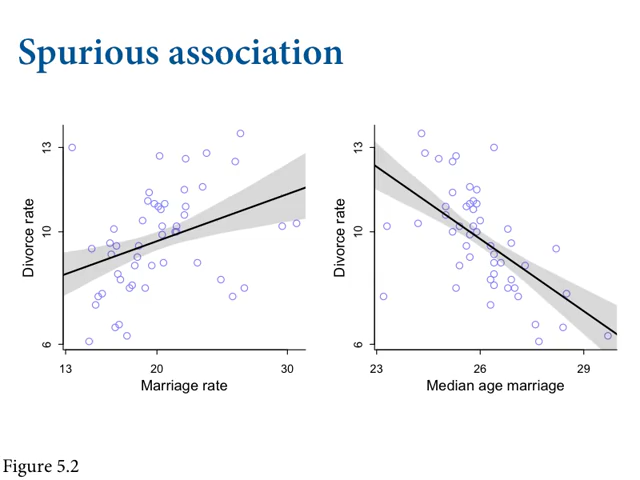 Spurious association
Divorce rate
13
10
6
13 20 30
Marriage rate
Divorce rate
13
10
6
23 26 29
Median age marriage
Figure 5.2